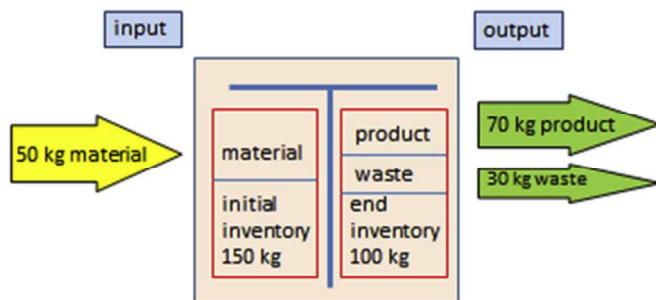 input
output
50 kg material
material
initial
inventory
150 kg
product
waste
end
inventory
100 kg
70 kg product
30 kg waste